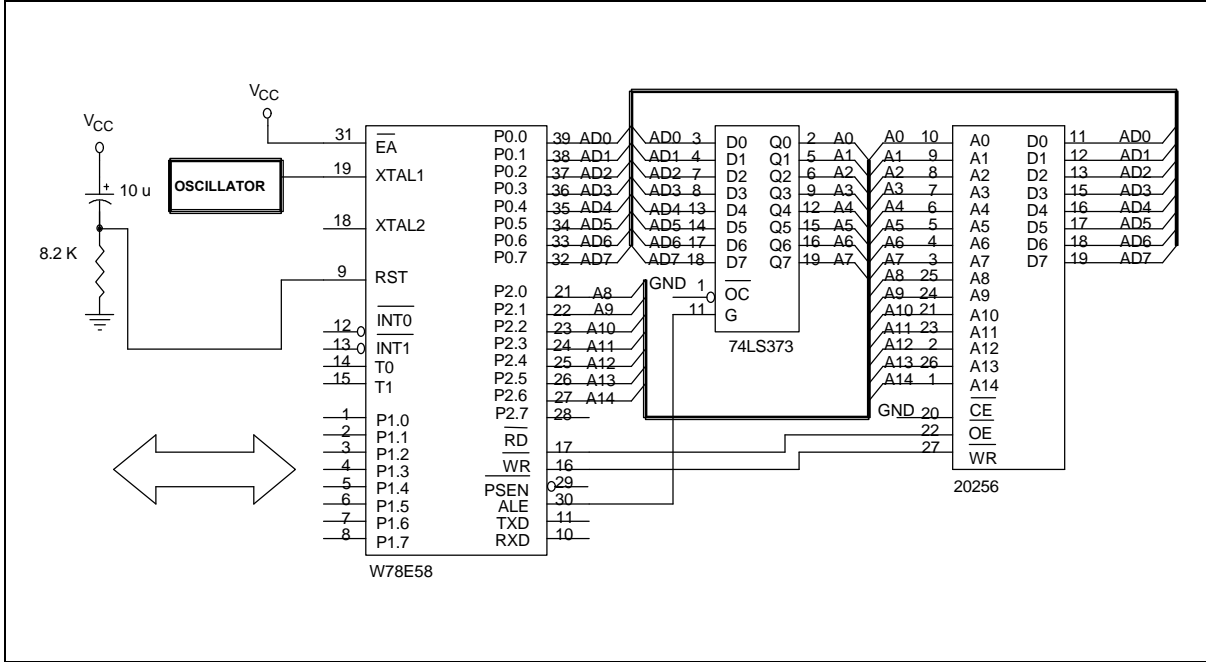 VCC
VCC
10 u
8.2 K
OSCILLATOR
31 EA P0.0 39 AD0
P0.1 38 AD1
19 XTAL1 P0.2 37 AD2
P0.3 36 AD3
P0.4 35 AD4
18 XTAL2 P0.5 34 AD5
P0.6 33 AD6
P0.7 32 AD7
9 RST
P2.0 21 A8
P2.1 22 A9
12 INT0 P2.2 23 A10
13 INT1 P2.3 24 A11
14 T0 P2.4 25 A12
15 T1 P2.5 26 A13
P2.6 27 A14
1 P1.0 P2.7 28
2 P1.1 RD 17
3 P1.2
4 P1.3 WR 16
5 P1.4 PSEN 29
6 P1.5 ALE 30
7 P1.6 TXD 11
8 P1.7 RXD 10
W78E58
AD0 3 D0 Q0 2 A0
AD1 4 D1 Q1 5 A1
AD2 7 D2 Q2 6 A2
AD3 8 D3 Q3 9 A3
AD4 13 D4 Q4 12 A4
AD5 14 D5 Q5 15 A5
AD6 17 D6 Q6 16 A6
AD7 18 D7 Q7 19 A7
GND 1 OC
11 G
74LS373
A0 10 A0 D0 11 AD0
A1 9 A1 D1 12 AD1
A2 8 A2 D2 13 AD2
A3 7 A3 D3 15 AD3
A4 6 A4 D4 16 AD4
A5 5 A5 D5 17 AD5
A6 4 A6 D6 18 AD6
A7 3 A7 D7 19 AD7
A8 25 A8
A9 24 A9
A10 21 A10
A11 23 A11
A12 2 A12
A13 26 A13
A14 1 A14
GND 20 CE
22 OE
27 WR
20256